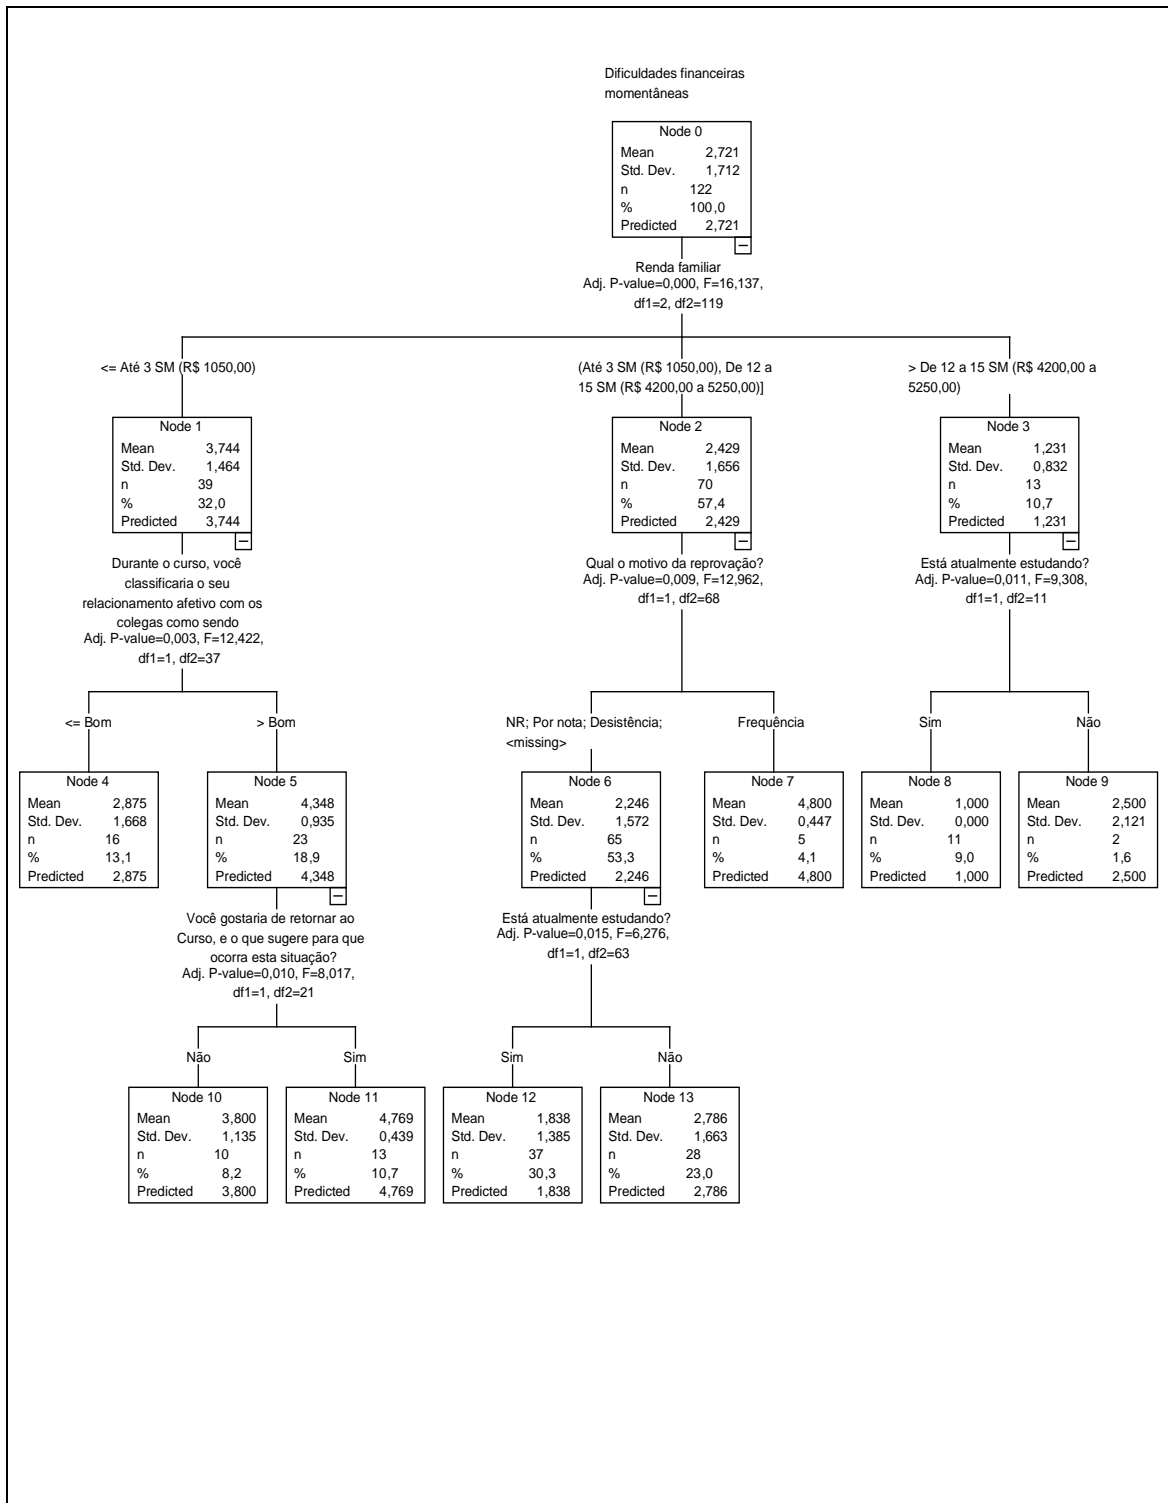 Dificuldades financeiras
momentâneas
Node 0
Mean 2,721
Std. Dev. 1,712
n 122
% 100,0
Predicted 2,721
Renda familiar
Adj. P-value=0,000, F=16,137,
df1=2, df2=119
<= Até 3 SM (R$ 1050,00)
(Até 3 SM (R$ 1050,00), De 12 a
15 SM (R$ 4200,00 a 5250,00)]
> De 12 a 15 SM (R$ 4200,00 a
5250,00)
Node 1
Mean 3,744
Std. Dev. 1,464
n 39
% 32,0
Predicted 3,744
Node 2
Mean 2,429
Std. Dev. 1,656
n 70
% 57,4
Predicted 2,429
Node 3
Mean 1,231
Std. Dev. 0,832
n 13
% 10,7
Predicted 1,231
Durante o curso, você
classificaria o seu
relacionamento afetivo com os
colegas como sendo
Adj. P-value=0,003, F=12,422,
df1=1, df2=37
Qual o motivo da reprovação?
Adj. P-value=0,009, F=12,962,
df1=1, df2=68
Está atualmente estudando?
Adj. P-value=0,011, F=9,308,
df1=1, df2=11
<= Bom
> Bom
NR; Por nota; Desistência;
<missing>
Frequência
Sim
Não
Node 4
Mean 2,875
Std. Dev. 1,668
n 16
% 13,1
Predicted 2,875
Node 5
Mean 4,348
Std. Dev. 0,935
n 23
% 18,9
Predicted 4,348
Node 6
Mean 2,246
Std. Dev. 1,572
n 65
% 53,3
Predicted 2,246
Node 7
Mean 4,800
Std. Dev. 0,447
n 5
% 4,1
Predicted 4,800
Node 8
Mean 1,000
Std. Dev. 0,000
n 11
% 9,0
Predicted 1,000
Node 9
Mean 2,500
Std. Dev. 2,121
n 2
% 1,6
Predicted 2,500
Você gostaria de retornar ao
Curso, e o que sugere para que
ocorra esta situação?
Adj. P-value=0,010, F=8,017,
df1=1, df2=21
Está atualmente estudando?
Adj. P-value=0,015, F=6,276,
df1=1, df2=63
Não
Sim
Sim
Não
Node 10
Mean 3,800
Std. Dev. 1,135
n 10
% 8,2
Predicted 3,800
Node 11
Mean 4,769
Std. Dev. 0,439
n 13
% 10,7
Predicted 4,769
Node 12
Mean 1,838
Std. Dev. 1,385
n 37
% 30,3
Predicted 1,838
Node 13
Mean 2,786
Std. Dev. 1,663
n 28
% 23,0
Predicted 2,786